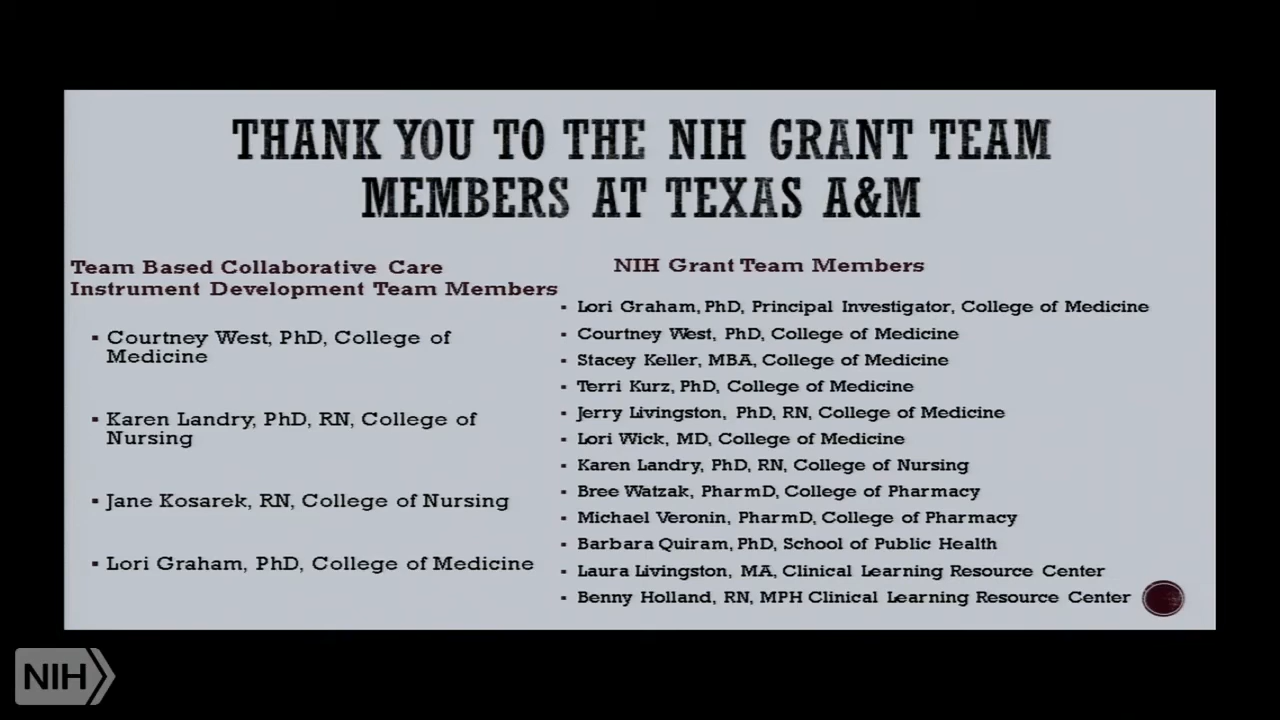 THANK YOU TO THE NIH GRANT TEAM
MEMBERS AT TEXAS A&M
Team Based Collaborative Care
Instrument Development Team Members
▪ Courtney West, PhD, College of
Medicine
▪ Karen Landry, PhD, RN, College of
Nursing
▪ Jane Kosarek, RN, College of Nursing
▪ Lori Graham, PhD, College of Medicine
NIH Grant Team Members
▪ Lori Graham, PhD, Principal Investigator, College of Medicine
▪ Courtney West, PhD, College of Medicine
▪ Stacey Keller, MBA, College of Medicine
▪ Terri Kurz, PhD, College of Medicine
▪ Jerry Livingston, PhD, RN, College of Medicine
▪ Lori Wick, MD, College of Medicine
▪ Karen Landry, PhD, RN, College of Nursing
▪ Bree Watzak, PharmD, College of Pharmacy
▪ Michael Veronin, PharmD, College of Pharmacy
▪ Barbara Quiram, PhD, School of Public Health
▪ Laura Livingston, MA, Clinical Learning Resource Center
▪ Benny Holland, RN, MPH Clinical Learning Resource Center
NIH